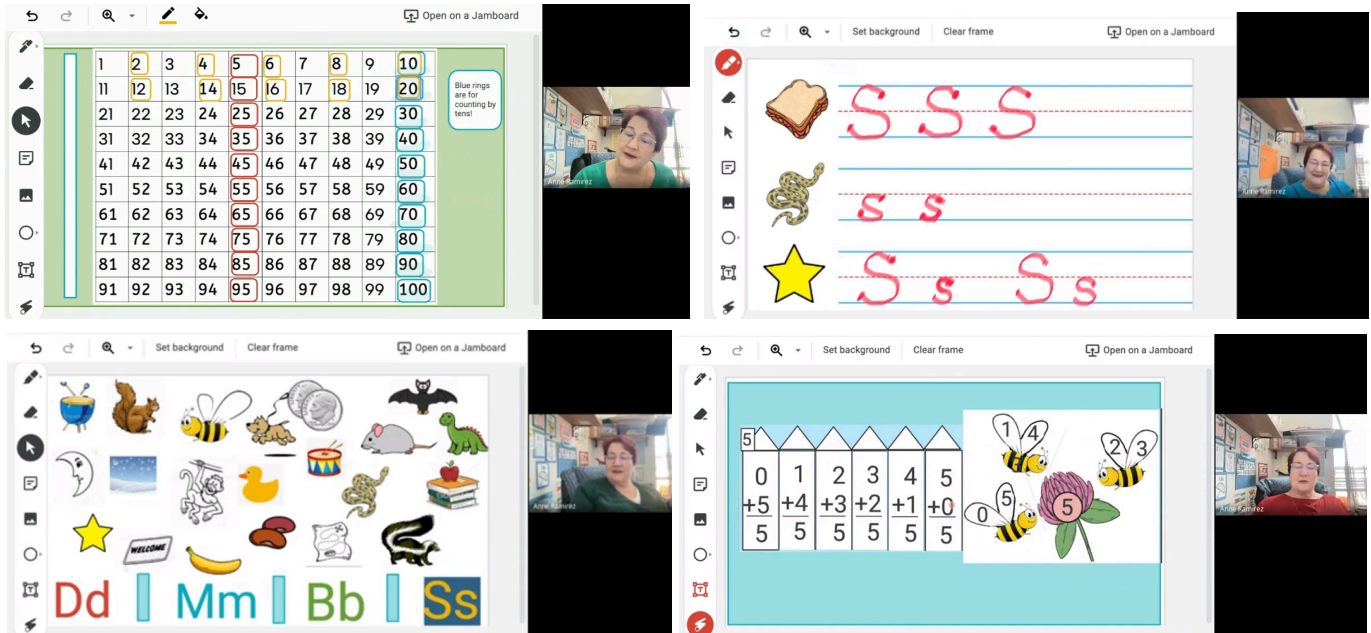 Open on a Jamboard
1 2 3 4 5 6 7 8 9 10
11 12 13 14 15 16 17 18 19 20
21 22 23 24 25 26 27 28 29 30
31 32 33 34 35 36 37 38 39 40
41 42 43 44 45 46 47 48 49 50
51 52 53 54 55 56 57 58 59 60
61 62 63 64 65 66 67 68 69 70
71 72 73 74 75 76 77 78 79 80
81 82 83 84 85 86 87 88 89 90
91 92 93 94 95 96 97 98 99 100
Blue rings
are for
counting by
tens!
Anne Ramirez
Set background Clear frame Open on a Jamboard
S S S
s s
S s S s
Anne Ramirez
Set background Clear frame Open on a Jamboard
WELCOME
Dd Mm Bb Ss
Anne Ramirez
Set background Clear frame Open on a Jamboard
5
0 1 2 3 4 5
+5 +4 +3 +2 +1 +0
5 5 5 5 5 5
1 4
2 3
0 5
5
Anne Ramirez